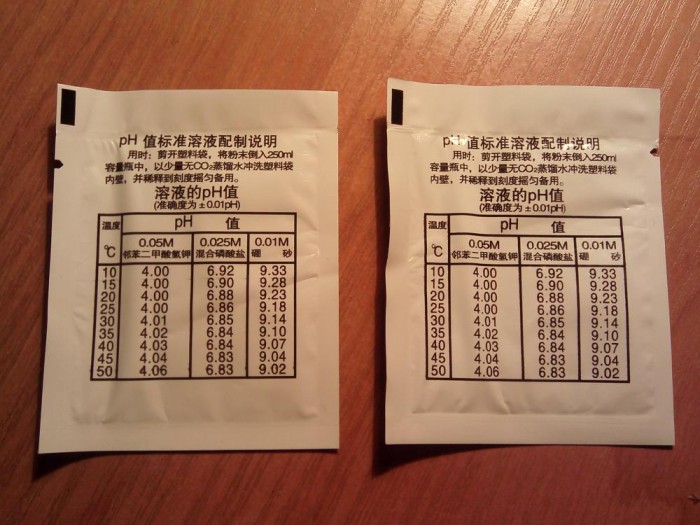 pH 值标准溶液配制说明
用时：剪开塑料袋，将粉末倒入250ml
容量瓶中，以少量无CO₂蒸馏水冲洗塑料袋
内壁，并稀释到刻度摇匀备用。
溶液的pH值
(准确度为±0.01pH)
温度 pH 值
℃ 0.05M 0.025M 0.01M
邻苯二甲酸氢钾 混合磷酸盐 硼 砂
10 4.00 6.92 9.33
15 4.00 6.90 9.28
20 4.00 6.88 9.23
25 4.00 6.86 9.18
30 4.01 6.85 9.14
35 4.02 6.84 9.10
40 4.03 6.84 9.07
45 4.04 6.83 9.04
50 4.06 6.83 9.02
pH 值标准溶液配制说明
用时：剪开塑料袋，将粉末倒入250ml
容量瓶中，以少量无CO₂蒸馏水冲洗塑料袋
内壁，并稀释到刻度摇匀备用。
溶液的pH值
(准确度为±0.01pH)
温度 pH 值
℃ 0.05M 0.025M 0.01M
邻苯二甲酸氢钾 混合磷酸盐 硼 砂
10 4.00 6.92 9.33
15 4.00 6.90 9.28
20 4.00 6.88 9.23
25 4.00 6.86 9.18
30 4.01 6.85 9.14
35 4.02 6.84 9.10
40 4.03 6.84 9.07
45 4.04 6.83 9.04
50 4.06 6.83 9.02